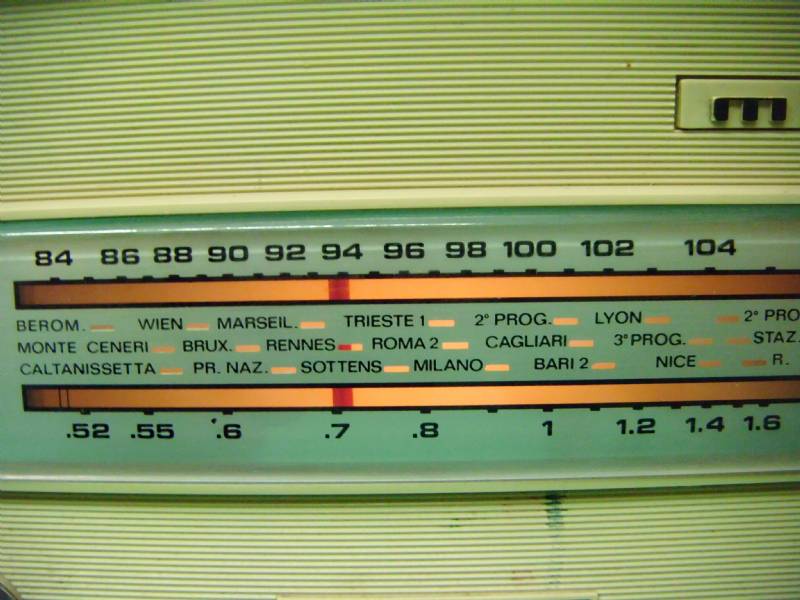 84 86 88 90 92 94 96 98 100 102 104
BEROM. WIEN MARSEIL. TRIESTE 1 2° PROG. LYON 2° PRO
MONTE CENERI BRUX. RENNES ROMA 2 CAGLIARI 3° PROG. STAZ.
CALTANISSETTA PR. NAZ. SOTTENS MILANO BARI 2 NICE R.
.52 .55 .6 .7 .8 1 1.2 1.4 1.6